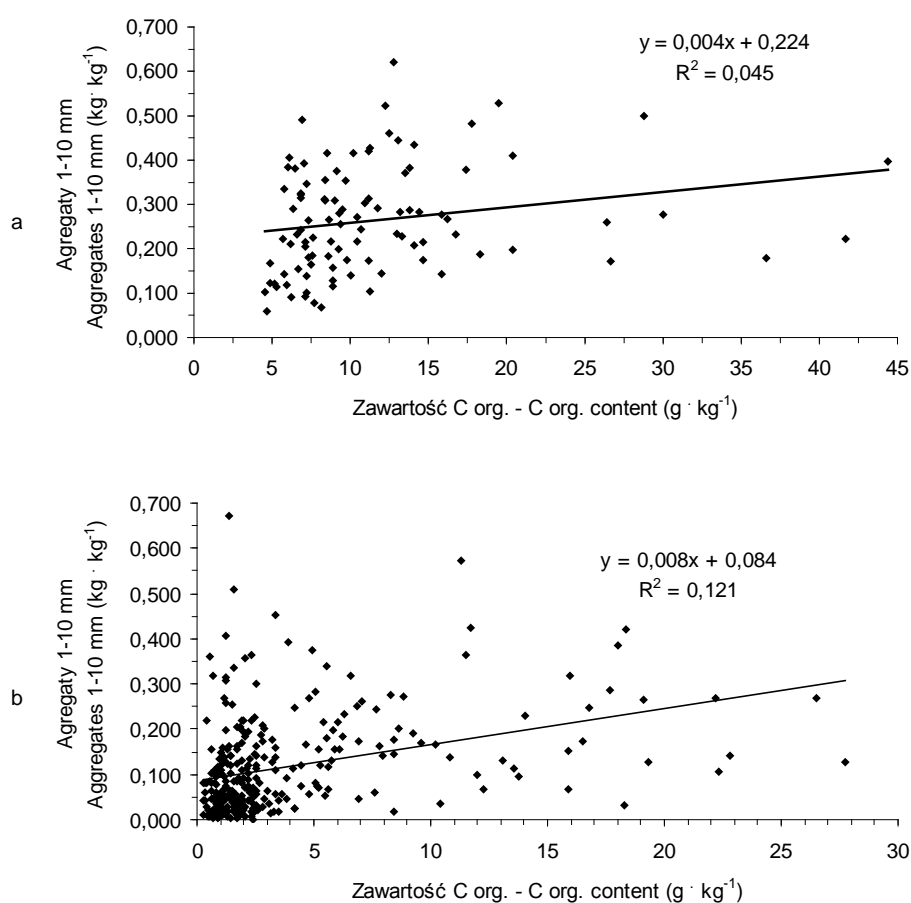 a
Agregaty 1-10 mm
Aggregates 1-10 mm (kg· kg-1)
0,700
0,600
0,500
0,400
0,300
0,200
0,100
0,000
y = 0,004x + 0,224
R2 = 0,045
0 5 10 15 20 25 30 35 40 45
Zawartość C org. - C org. content (g · kg-1)
b
Agregaty 1-10 mm
Aggregates 1-10 mm (kg · kg-1)
0,700
0,600
0,500
0,400
0,300
0,200
0,100
0,000
y = 0,008x + 0,084
R2 = 0,121
0 5 10 15 20 25 30
Zawartość C org. - C org. content (g · kg-1)